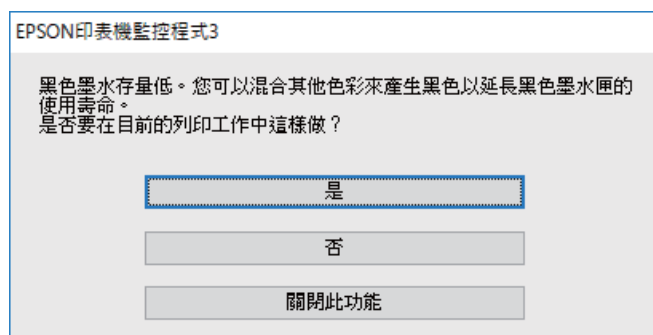 EPSON印表機監控程式3
黑色墨水存量低。您可以混合其他色彩來產生黑色以延長黑色墨水匣的
使用壽命。
是否要在目前的列印工作中這樣做？
是
否
關閉此功能